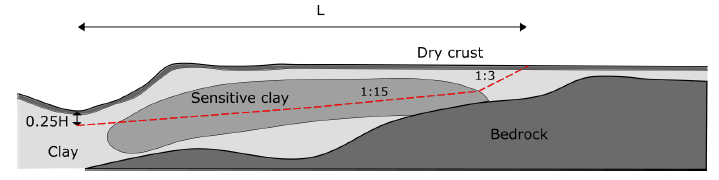 L
Dry crust
1:3
Sensitive clay
1:15
0.25H
Bedrock
Clay